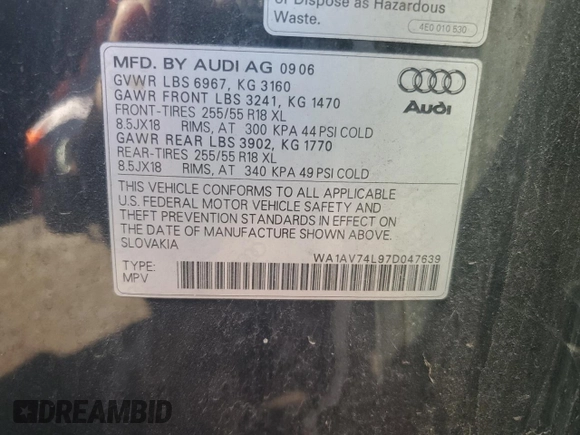 or Dispose as Hazardous
Waste.
4E0 010 530
MFD. BY AUDI AG 09 06
GVWR LBS 6967, KG 3160
GAWR FRONT LBS 3241, KG 1470
FRONT-TIRES 255/55 R18 XL
8.5JX18 RIMS, AT 300 KPA 44 PSI COLD
GAWR REAR LBS 3902, KG 1770
REAR-TIRES 255/55 R18 XL
8.5JX18 RIMS, AT 340 KPA 49 PSI COLD
Audi
THIS VEHICLE CONFORMS TO ALL APPLICABLE
U.S. FEDERAL MOTOR VEHICLE SAFETY AND
THEFT PREVENTION STANDARDS IN EFFECT ON
THE DATE OF MANUFACTURE SHOWN ABOVE.
SLOVAKIA
WA1AV74L97D047639
TYPE:
MPV
DREAMBID